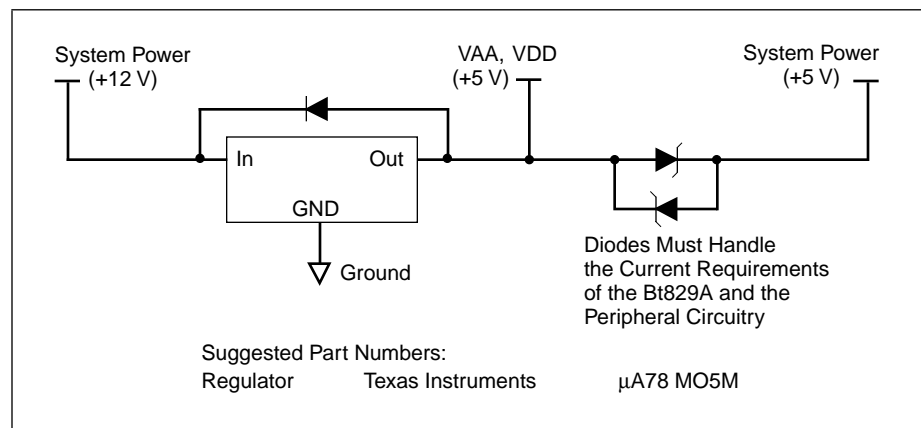 System Power
(+12 V)
VAA, VDD
(+5 V)
System Power
(+5 V)
In
Out
GND
Ground
Diodes Must Handle
the Current Requirements
of the Bt829A and the
Peripheral Circuitry
Suggested Part Numbers:
Regulator Texas Instruments μA78 MO5M